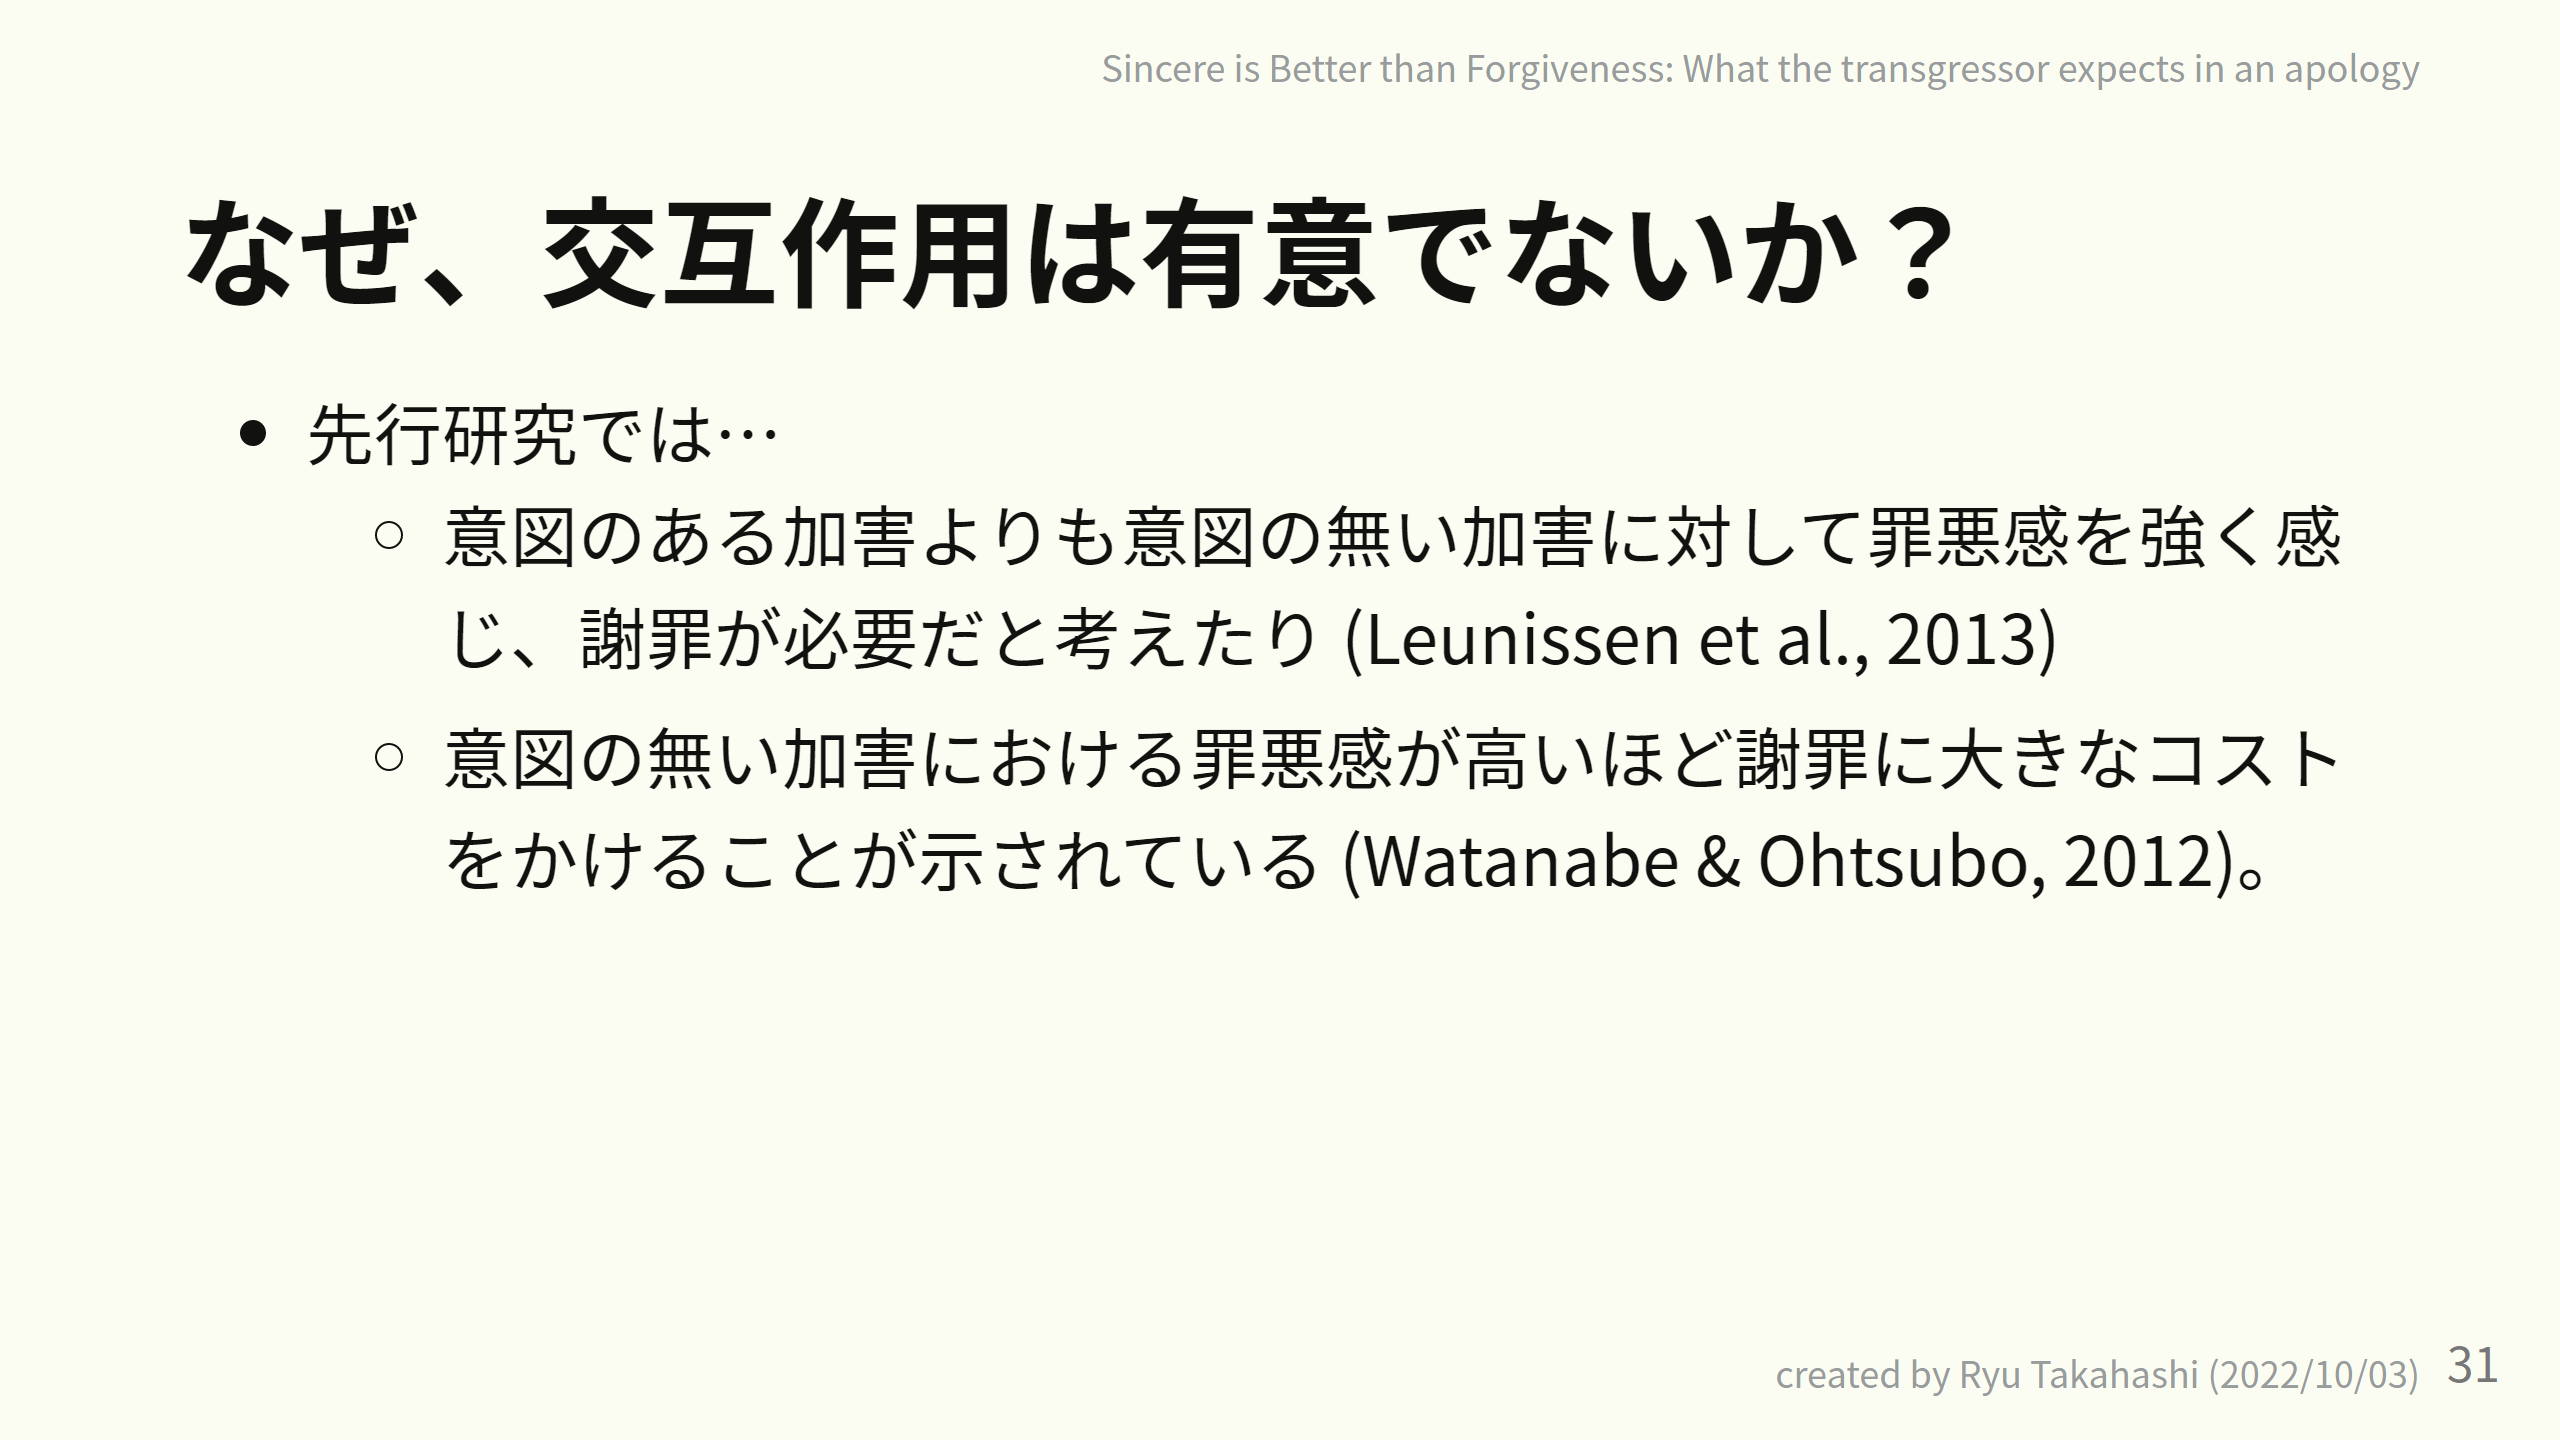 Sincere is Better than Forgiveness: What the transgressor expects in an apology
なぜ、交互作用は有意でないか？
● 先行研究では…
○ 意図のある加害よりも意図の無い加害に対して罪悪感を強く感
じ、謝罪が必要だと考えたり (Leunissen et al., 2013)
○ 意図の無い加害における罪悪感が高いほど謝罪に大きなコスト
をかけることが示されている (Watanabe & Ohtsubo, 2012)。
created by Ryu Takahashi (2022/10/03) 31